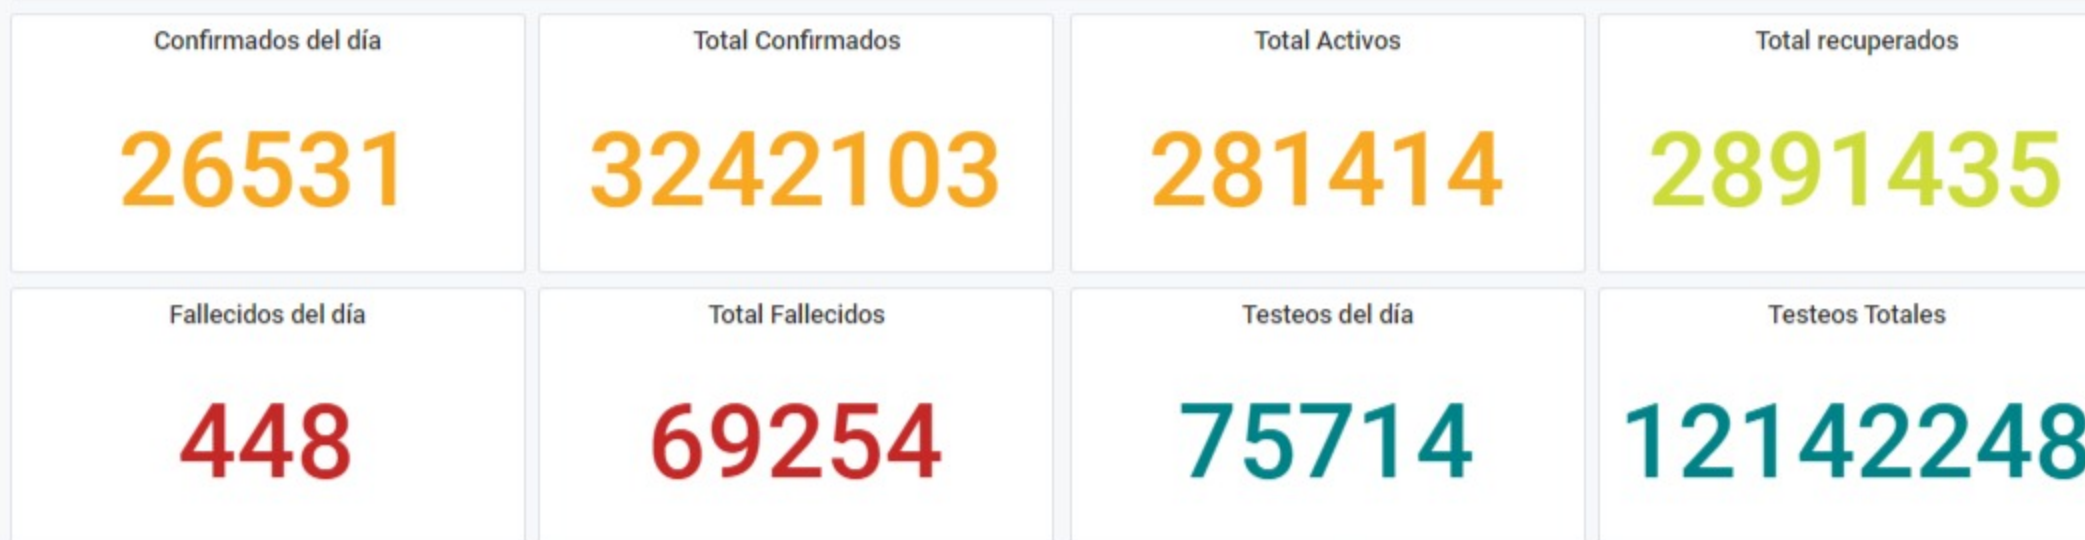 Confirmados del día
Total Confirmados
Total Activos
Total recuperados
26531
3242103
281414
2891435
Fallecidos del día
Total Fallecidos
Testeos del día
Testeos Totales
448
69254
75714
12142248